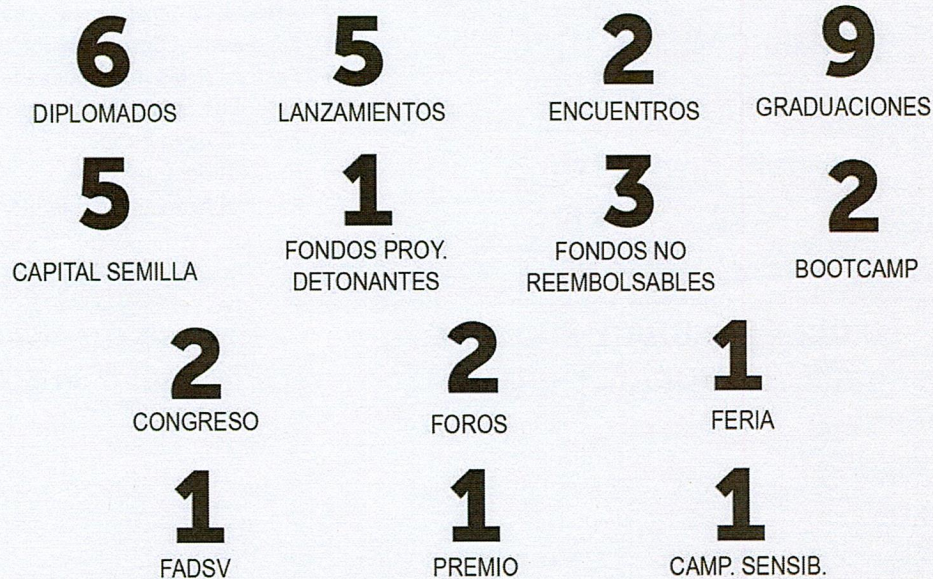 6 5 2 9
DIPLOMADOS LANZAMIENTOS ENCUENTROS GRADUACIONES
5 1 3 2
CAPITAL SEMILLA FONDOS PROY. DETONANTES FONDOS NO REEMBOLSABLES BOOTCAMP
2 2 1
CONGRESO FOROS FERIA
1 1 1
FADSV PREMIO CAMP. SENSIB.